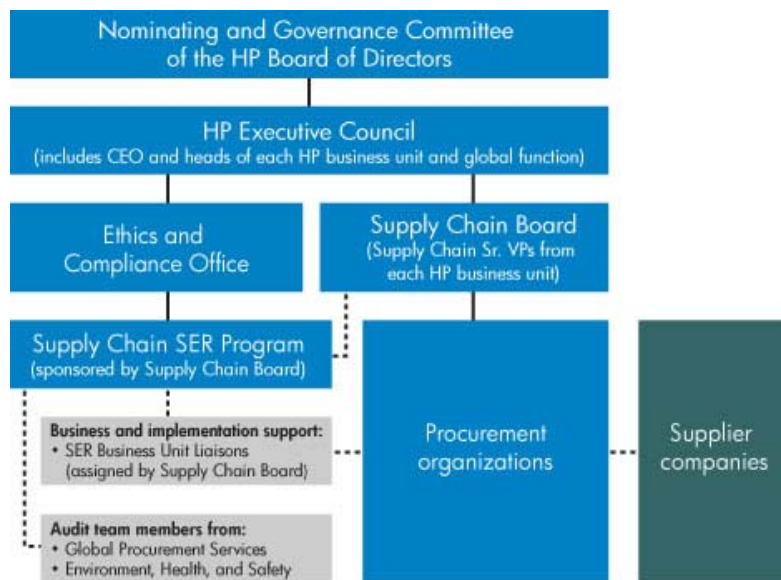 Nominating and Governance Committee
of the HP Board of Directors
HP Executive Council
(includes CEO and heads of each HP business unit and global function)
Ethics and
Compliance Office
Supply Chain Board
(Supply Chain Sr. VPs from
each HP business unit)
Supply Chain SER Program
(sponsored by Supply Chain Board)
Business and implementation support:
• SER Business Unit Liaisons
(assigned by Supply Chain Board)
Procurement
organizations
Supplier
companies
Audit team members from:
• Global Procurement Services
• Environment, Health, and Safety